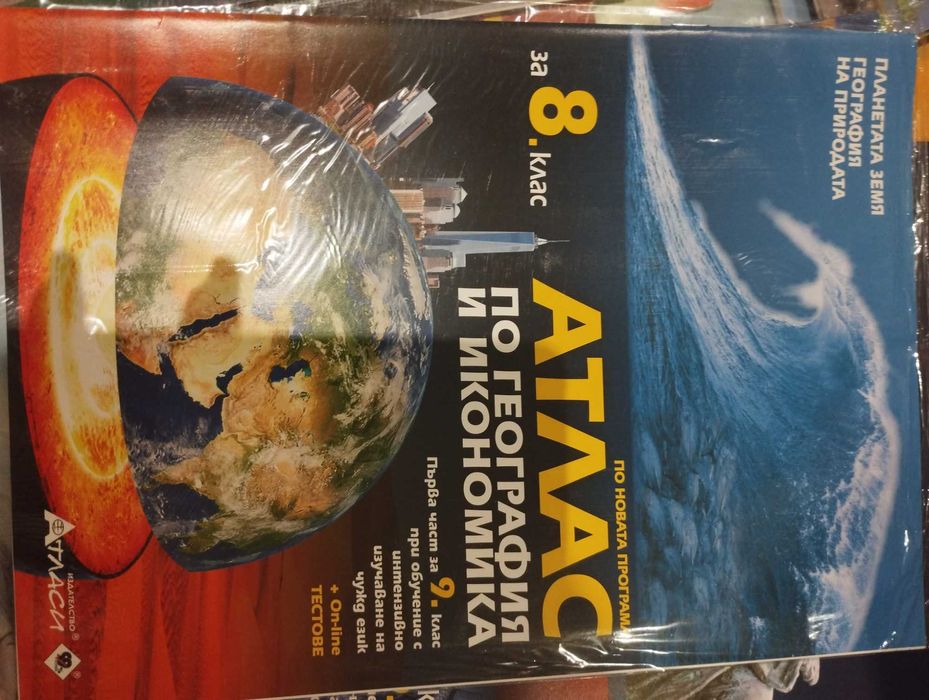 ПЛАНЕТАТА ЗЕМЯ
ГЕОГРАФИЯ
НА ПРИРОДАТА
за 8. клас
ПО НОВАТА ПРОГРАМА
АТЛАС
ПО ГЕОГРАФИЯ
И ИКОНОМИКА
Първа част за 9. клас
при обучение с
интензивно
изучаване на
чужд език
+ On-line
ТЕСТОВЕ
ИЗДАТЕЛСТВО
АТЛАСИ